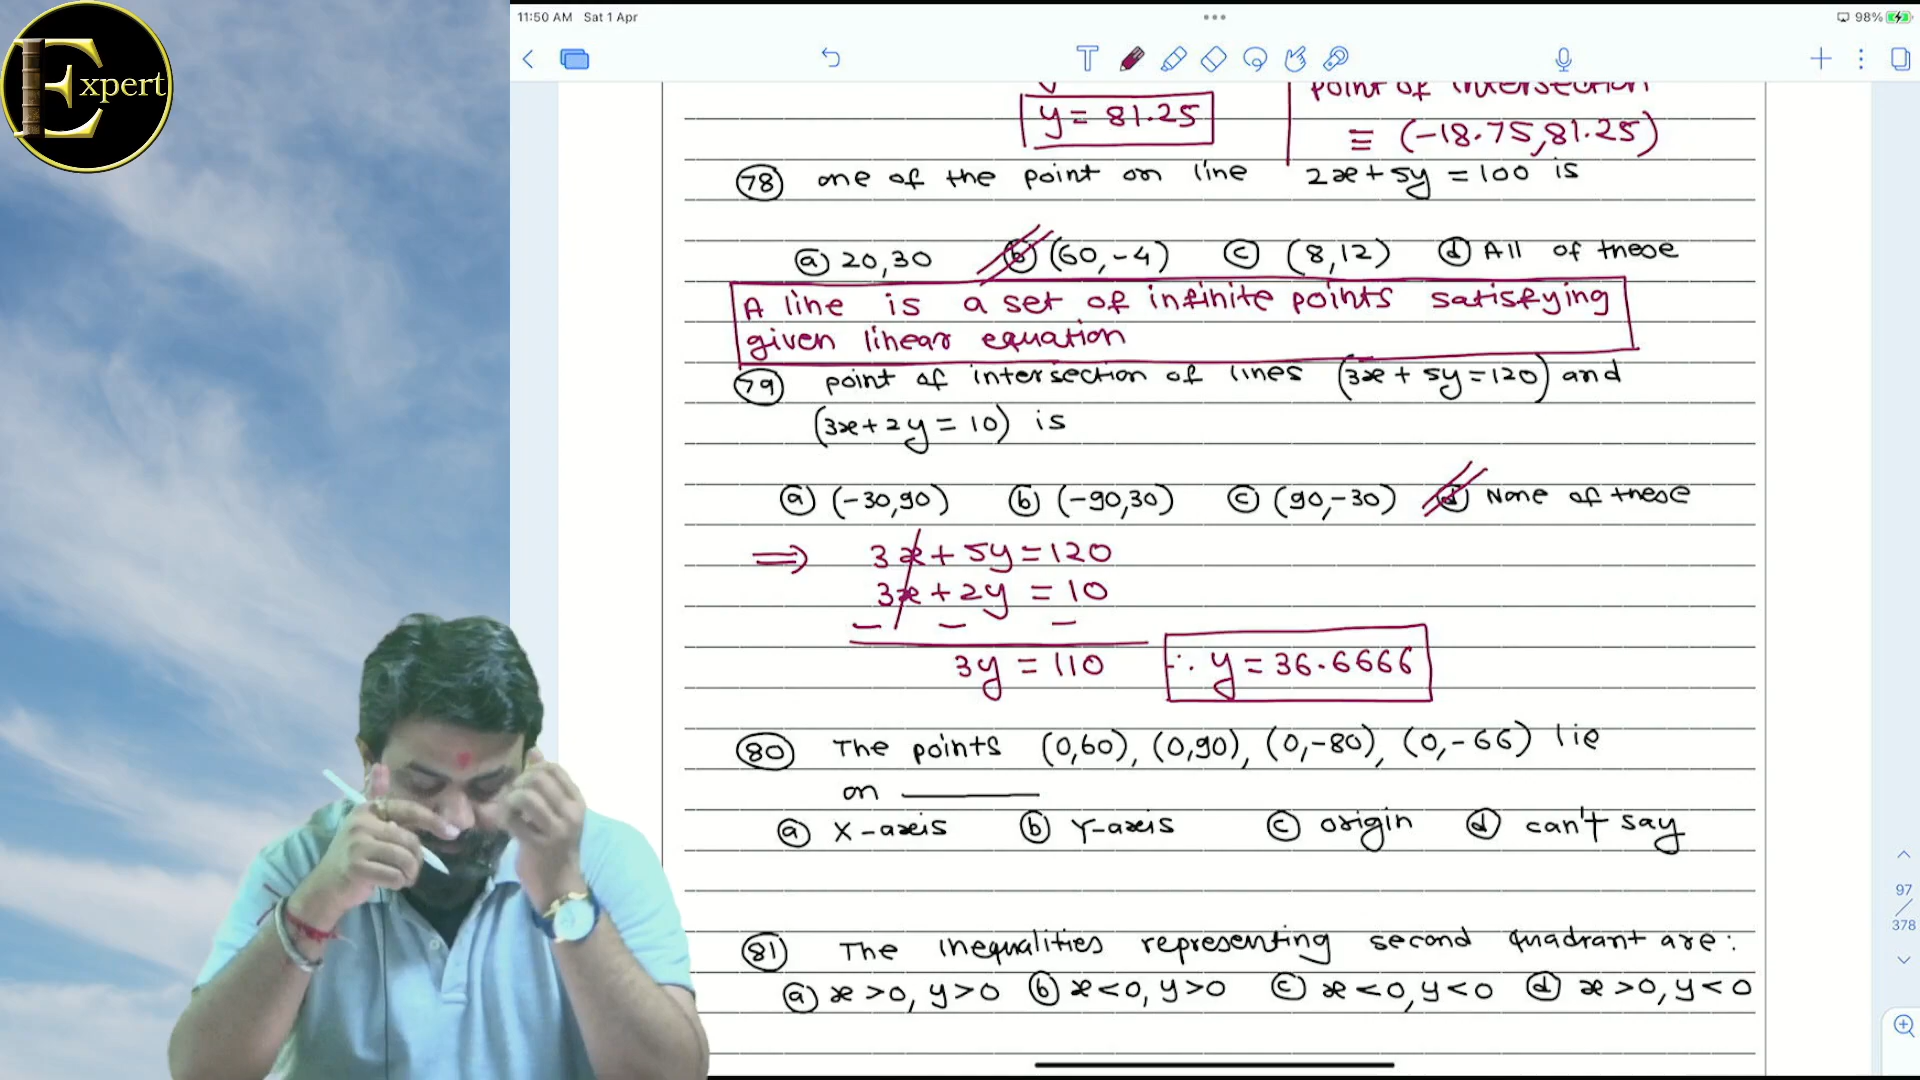 Expert
11:50 AM Sat 1 Apr
98%
y = 81.25
point of intersection
≡ (-18.75,81.25)
78 one of the point on line 2x+5y = 100 is
a 20,30 b (60,-4) c (8,12) d All of these
A line is a set of infinite points satisfying
given linear equation
79 point of intersection of lines (3x + 5y=120) and
(3x+2y = 10) is
a (-30,90) b (-90,30) c (90,-30) d None of these
⇒ 3x + 5y = 120
3x + 2y = 10
- - -
3y = 110 ∴ y = 36.6666
80 The points (0,60), (0,90), (0,-80), (0,-66) lie
on ________
a X-axis b Y-axis c origin d can't say
81 The inequalities representing second quadrant are:
a x >0, y>0 b x<0, y>0 c x <0, y<0 d x >0, y<0
97
/
378